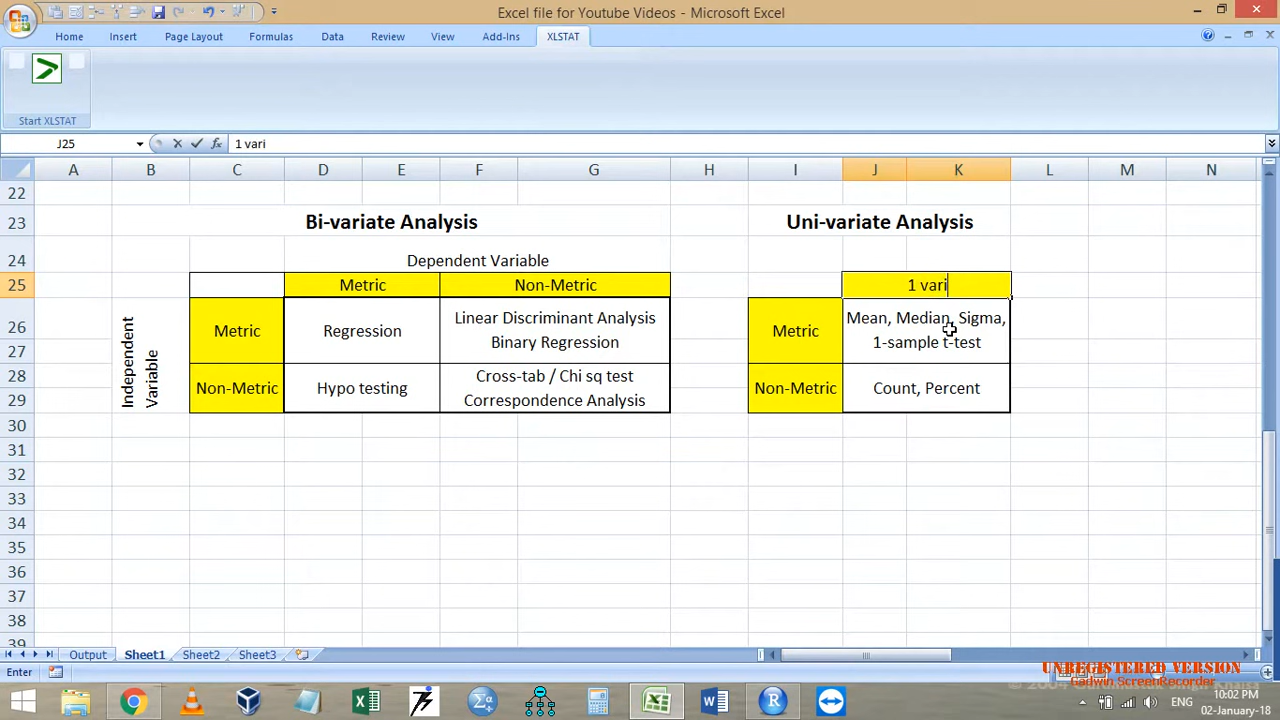 Excel file for Youtube Videos - Microsoft Excel
Home Insert Page Layout Formulas Data Review View Add-Ins XLSTAT
Start XLSTAT
J25 fx 1 vari
A B C D E F G H I J K L M N
22
23 Bi-variate Analysis Uni-variate Analysis
24 Dependent Variable
25 Metric Non-Metric 1 vari
Independent
Variable
26 Metric Regression Linear Discriminant Analysis Metric Mean, Median, Sigma,
27 Binary Regression 1-sample t-test
28 Non-Metric Hypo testing Cross-tab / Chi sq test Non-Metric Count, Percent
29 Correspondence Analysis
30
31
32
33
34
35
36
37
38
39
Output Sheet1 Sheet2 Sheet3
Enter
UNREGISTERED VERSION
Godwin ScreenRecorder
ENG 10:02 PM
02-January-18